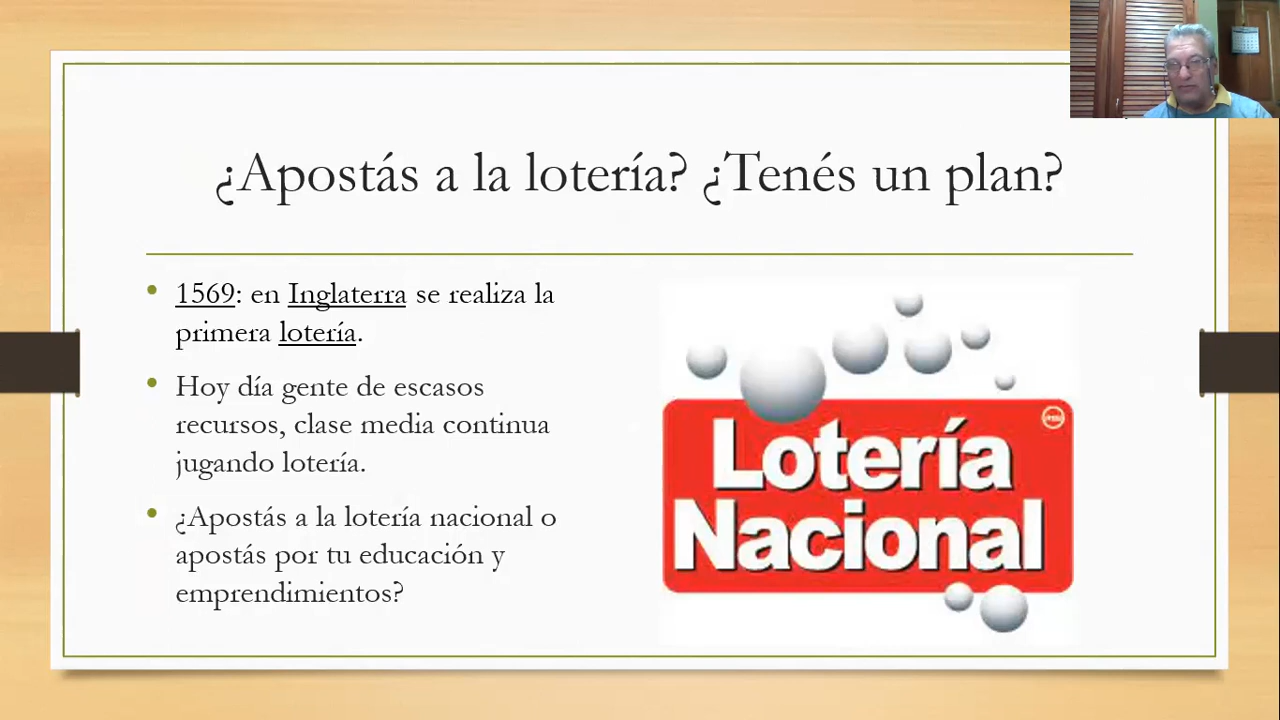 ¿Apostás a la lotería? ¿Tenés un plan?
1569: en Inglaterra se realiza la
primera lotería.
Hoy día gente de escasos
recursos, clase media continua
jugando lotería.
¿Apostás a la lotería nacional o
apostás por tu educación y
emprendimientos?
Lotería
Nacional